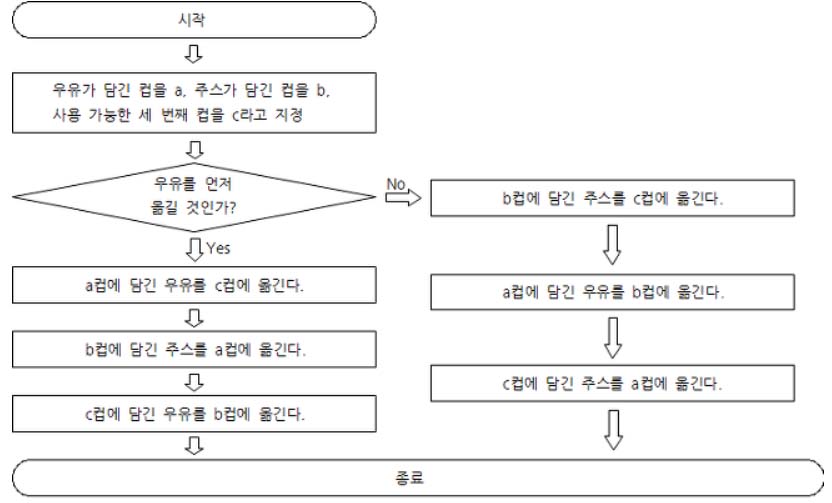 시작
우유가 담긴 컵을 a, 주스가 담긴 컵을 b,
사용 가능한 세 번째 컵을 c라고 지정
우유를 먼저
옮길 것인가?
No
Yes
a컵에 담긴 우유를 c컵에 옮긴다.
b컵에 담긴 주스를 a컵에 옮긴다.
c컵에 담긴 우유를 b컵에 옮긴다.
b컵에 담긴 주스를 c컵에 옮긴다.
a컵에 담긴 우유를 b컵에 옮긴다.
c컵에 담긴 주스를 a컵에 옮긴다.
종료